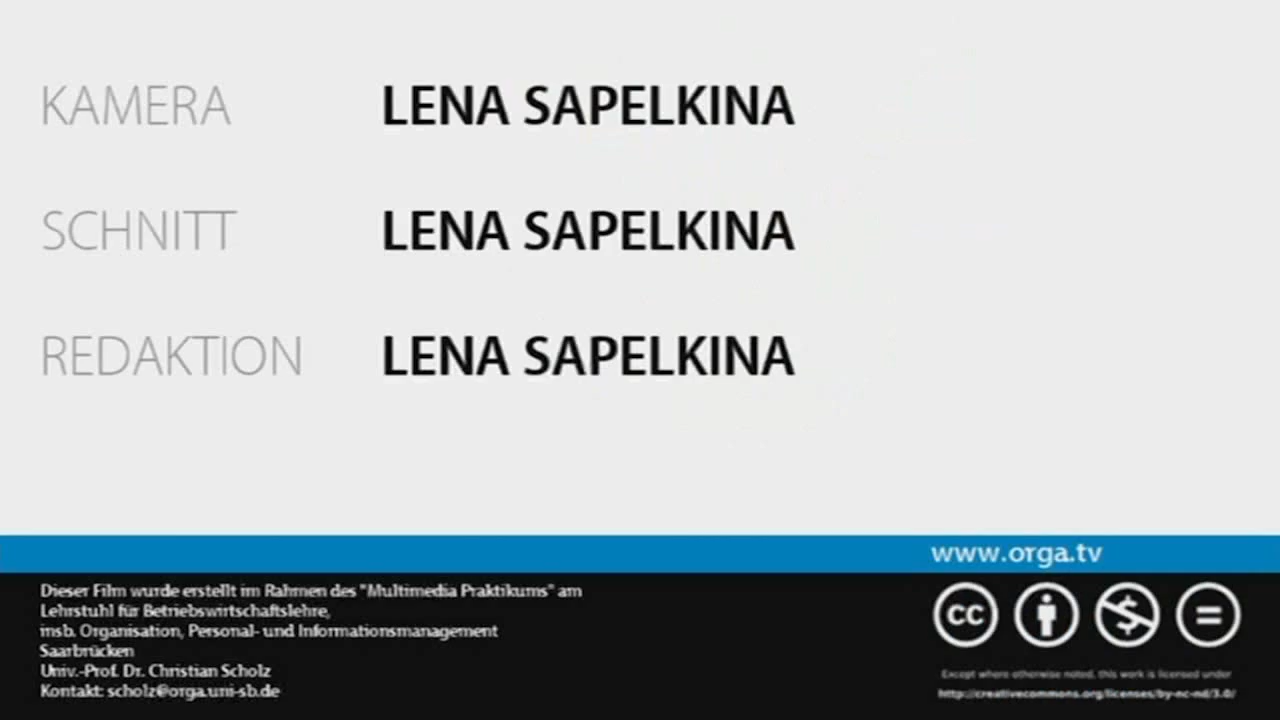 KAMERA LENA SAPELKINA
SCHNITT LENA SAPELKINA
REDAKTION LENA SAPELKINA
www.orga.tv
Dieser Film wurde erstellt im Rahmen des "Multimedia Praktikums" am
Lehrstuhl für Betriebswirtschaftslehre,
insb. Organisation, Personal- und Informationsmanagement
Saarbrücken
Univ.-Prof. Dr. Christian Scholz
Kontakt: scholz@orga.uni-sb.de
cc
Except where otherwise noted, this work is licensed under
http://creativecommons.org/licenses/by-nc-nd/3.0/